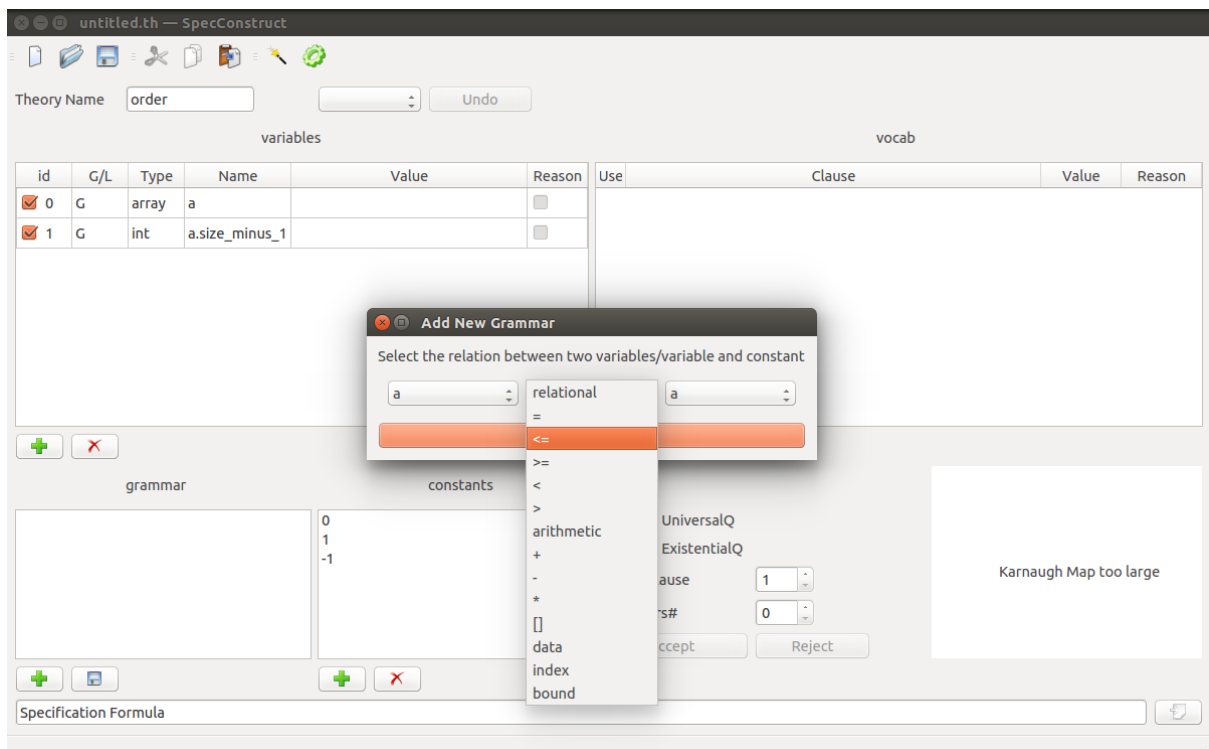 untitled.th — SpecConstruct
Theory Name order Undo
variables vocab
id G/L Type Name Value Reason Use Clause Value Reason
0 G array a
1 G int a.size_minus_1
Add New Grammar
Select the relation between two variables/variable and constant
a relational a
=
<=
>=
<
>
arithmetic
+
-
*
[]
data
index
bound
grammar constants
0
1
-1
UniversalQ
ExistentialQ
ause 1
rs# 0
ccept Reject
Karnaugh Map too large
Specification Formula